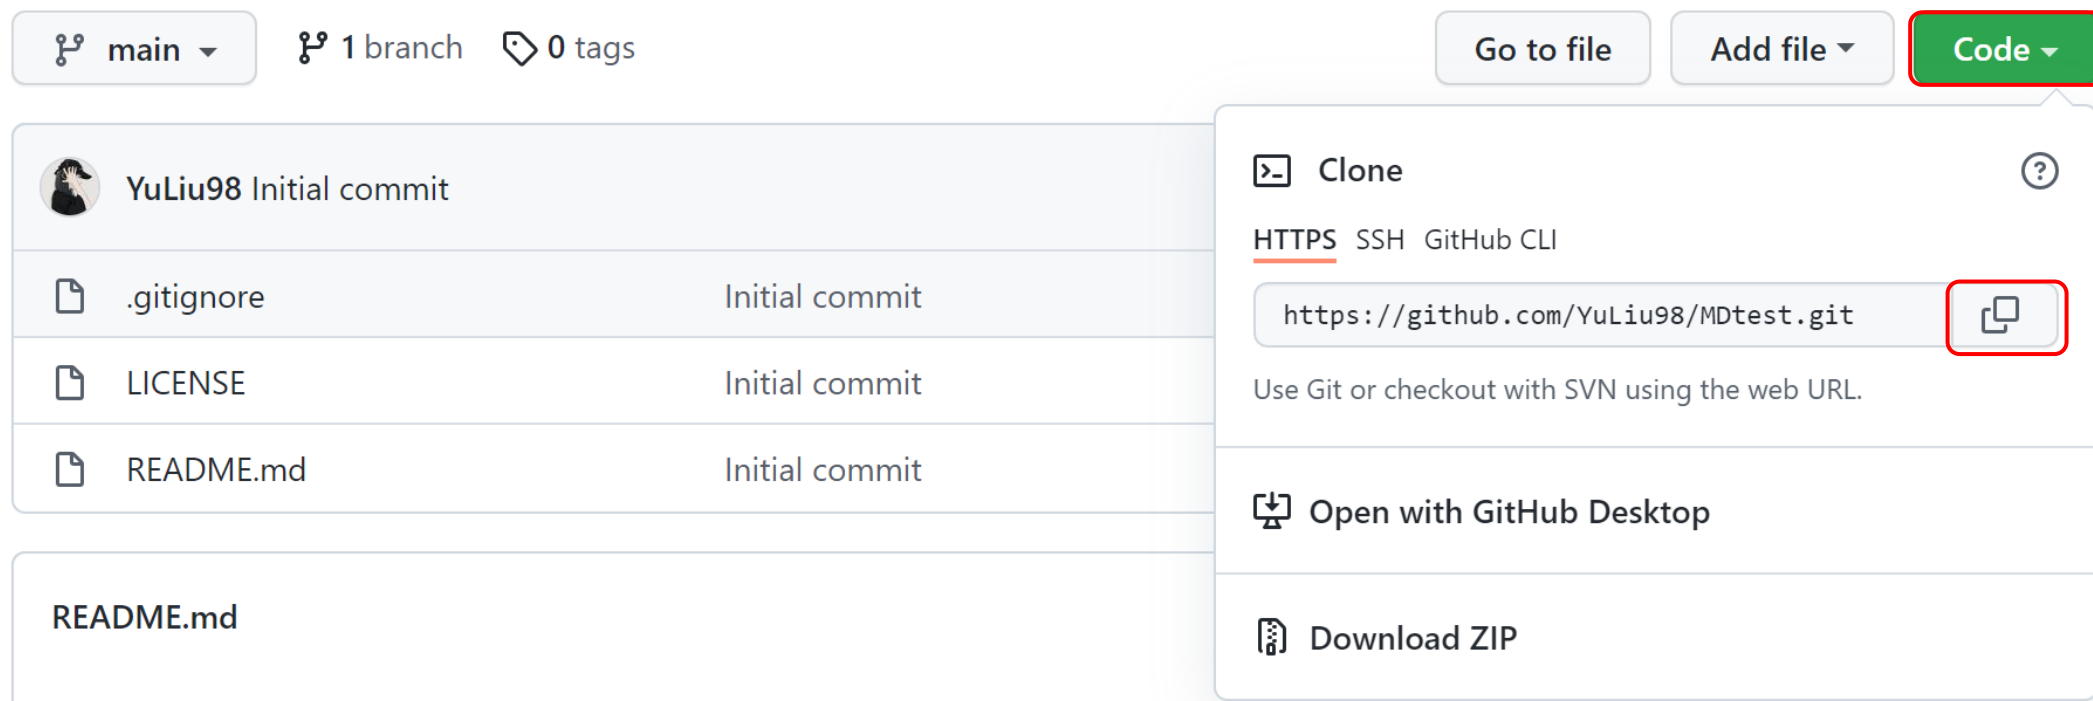 main 1 branch 0 tags Go to file Add file Code
YuLiu98 Initial commit
.gitignore Initial commit
LICENSE Initial commit
README.md Initial commit
README.md
Clone
HTTPS SSH GitHub CLI
https://github.com/YuLiu98/MDtest.git
Use Git or checkout with SVN using the web URL.
Open with GitHub Desktop
Download ZIP